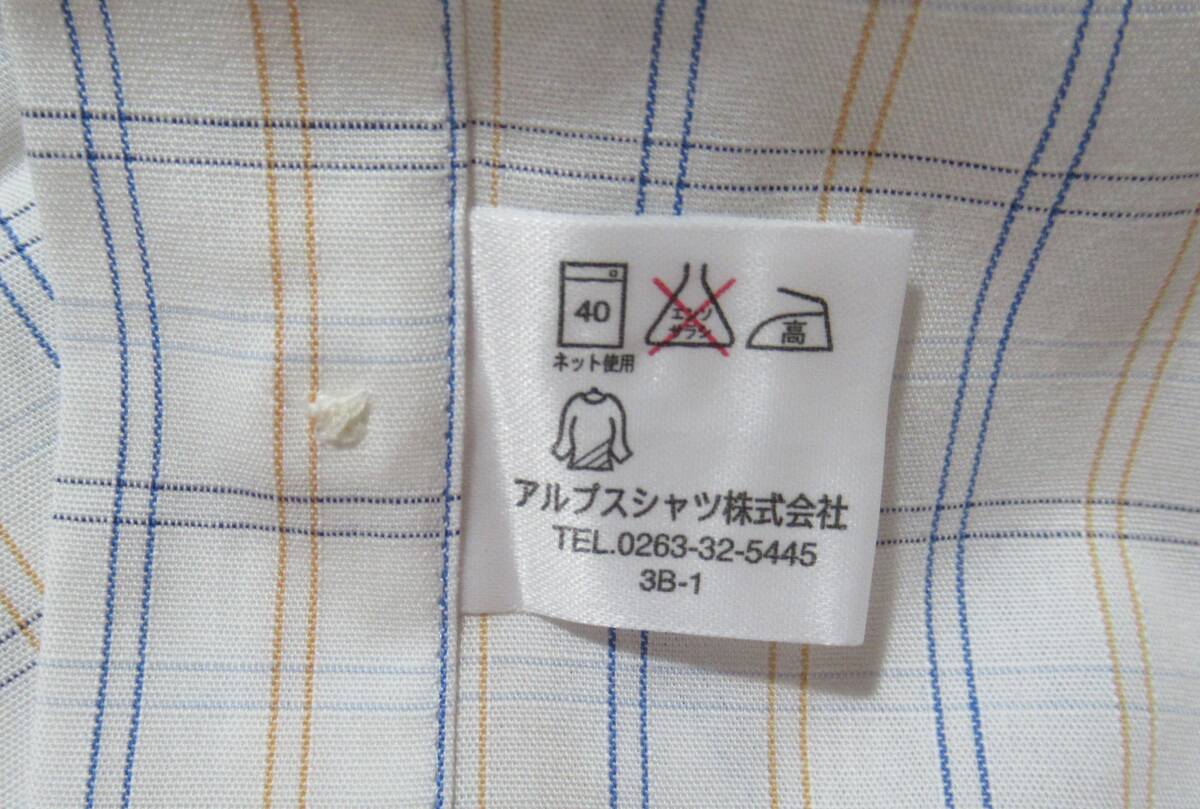 40
エンソ
サラシ
高
ネット使用
アルプスシャツ株式会社
TEL.0263-32-5445
3B-1